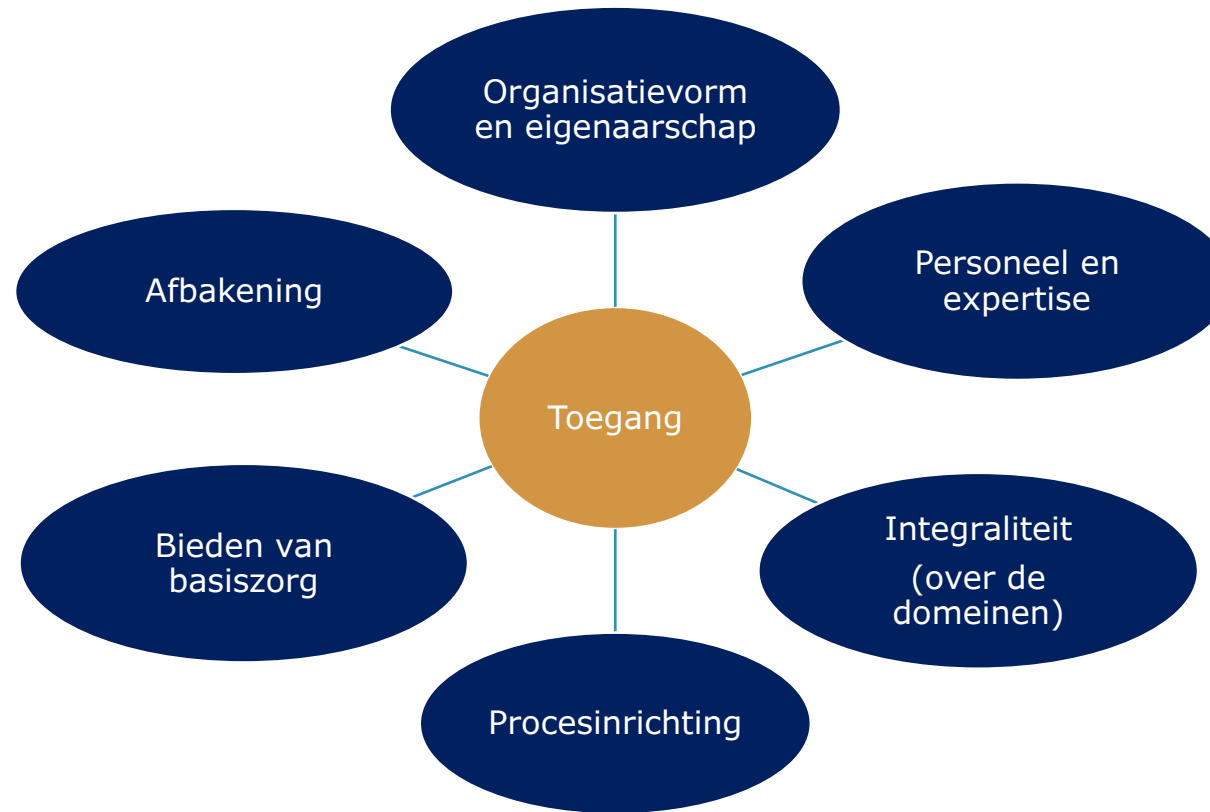 Organisatievorm
en eigenaarschap
Personeel en
expertise
Afbakening
Toegang
Integraliteit
(over de
domeinen)
Bieden van
basiszorg
Procesinrichting